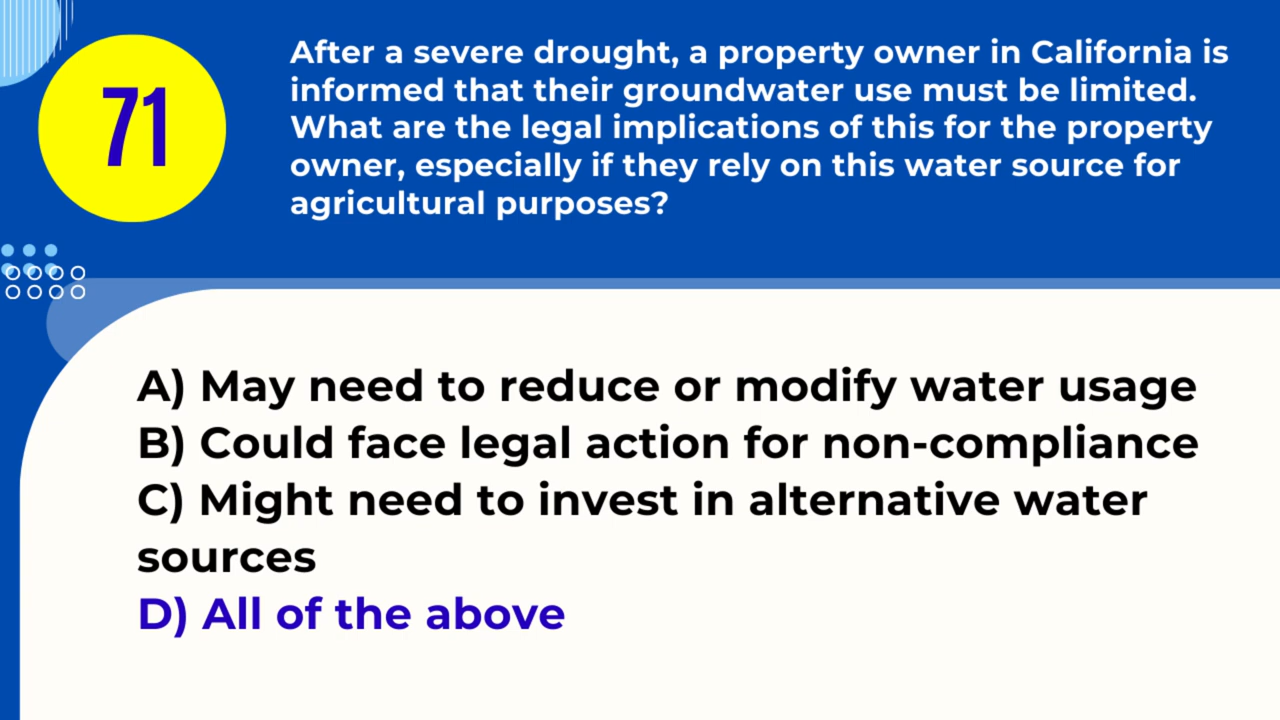 71
After a severe drought, a property owner in California is
informed that their groundwater use must be limited.
What are the legal implications of this for the property
owner, especially if they rely on this water source for
agricultural purposes?
A) May need to reduce or modify water usage
B) Could face legal action for non-compliance
C) Might need to invest in alternative water
sources
D) All of the above